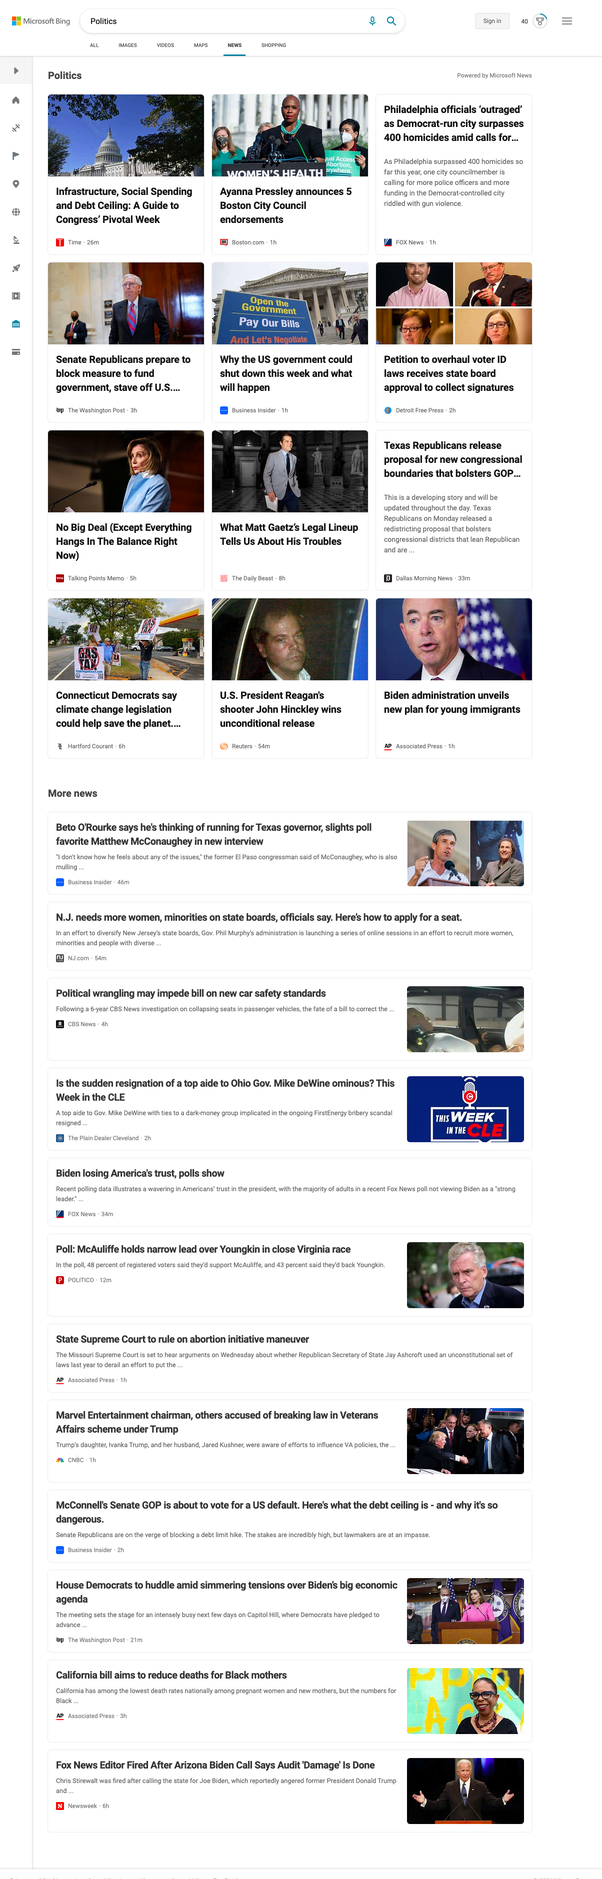 Microsoft Bing
Politics
Sign in
40
ALL
IMAGES
VIDEOS
MAPS
NEWS
SHOPPING
Politics
Powered by Microsoft News
Infrastructure, Social Spending
and Debt Ceiling: A Guide to
Congress' Pivotal Week
Time · 26m
WOMEN'S HEALTH
Ayanna Pressley announces 5
Boston City Council
endorsements
Boston.com · 1h
Philadelphia officials 'outraged'
as Democrat-run city surpasses
400 homicides amid calls for...
As Philadelphia surpassed 400 homicides so
far this year, one city councilmember is
calling for more police officers and more
funding in the Democrat-controlled city
riddled with gun violence.
FOX News · 1h
Senate Republicans prepare to
block measure to fund
government, stave off U.S....
wp The Washington Post · 3h
Open the
Government
Pay Our Bills
And Let's Negotiate
Why the US government could
shut down this week and what
will happen
Business Insider · 1h
Petition to overhaul voter ID
laws receives state board
approval to collect signatures
Detroit Free Press · 2h
No Big Deal (Except Everything
Hangs In The Balance Right
Now)
Talking Points Memo · 5h
What Matt Gaetz's Legal Lineup
Tells Us About His Troubles
The Daily Beast · 8h
Texas Republicans release
proposal for new congressional
boundaries that bolsters GOP...
This is a developing story and will be
updated throughout the day. Texas
Republicans on Monday released a
redistricting proposal that bolsters
congressional districts that lean Republican
and are ...
Dallas Morning News · 33m
GAS
TAX
GAS
TAX
Connecticut Democrats say
climate change legislation
could help save the planet....
Hartford Courant · 6h
U.S. President Reagan's
shooter John Hinckley wins
unconditional release
Reuters · 54m
Biden administration unveils
new plan for young immigrants
AP Associated Press · 1h
More news
Beto O'Rourke says he's thinking of running for Texas governor, slights poll
favorite Matthew McConaughey in new interview
"I don't know how he feels about any of the issues," the former El Paso congressman said of McConaughey, who is also
mulling ...
Business Insider · 46m
N.J. needs more women, minorities on state boards, officials say. Here's how to apply for a seat.
In an effort to diversify New Jersey's state boards, Gov. Phil Murphy's administration is launching a series of online sessions in an effort to recruit more women,
minorities and people with diverse ...
NJ.com · 54m
Political wrangling may impede bill on new car safety standards
Following a 6-year CBS News investigation on collapsing seats in passenger vehicles, the fate of a bill to correct the ...
CBS News · 4h
Is the sudden resignation of a top aide to Ohio Gov. Mike DeWine ominous? This
Week in the CLE
A top aide to Gov. Mike DeWine with ties to a dark-money group implicated in the ongoing FirstEnergy bribery scandal
resigned ...
The Plain Dealer Cleveland · 2h
THIS WEEK
IN THE CLE
Biden losing America's trust, polls show
Recent polling data illustrates a wavering in Americans' trust in the president, with the majority of adults in a recent Fox News poll not viewing Biden as a "strong
leader." ...
FOX News · 34m
Poll: McAuliffe holds narrow lead over Youngkin in close Virginia race
In the poll, 48 percent of registered voters said they'd support McAuliffe, and 43 percent said they'd back Youngkin.
P POLITICO · 12m
State Supreme Court to rule on abortion initiative maneuver
The Missouri Supreme Court is set to hear arguments on Wednesday about whether Republican Secretary of State Jay Ashcroft used an unconstitutional set of
laws last year to derail an effort to put the ...
AP Associated Press · 1h
Marvel Entertainment chairman, others accused of breaking law in Veterans
Affairs scheme under Trump
Trump's daughter, Ivanka Trump, and her husband, Jared Kushner, were aware of efforts to influence VA policies, the ...
CNBC · 1h
McConnell's Senate GOP is about to vote for a US default. Here's what the debt ceiling is - and why it's so
dangerous.
Senate Republicans are on the verge of blocking a debt limit hike. The stakes are incredibly high, but lawmakers are at an impasse.
Business Insider · 2h
House Democrats to huddle amid simmering tensions over Biden's big economic
agenda
The meeting sets the stage for an intensely busy next few days on Capitol Hill, where Democrats have pledged to
advance ...
wp The Washington Post · 21m
California bill aims to reduce deaths for Black mothers
California has among the lowest death rates nationally among pregnant women and new mothers, but the numbers for
Black ...
AP Associated Press · 3h
Fox News Editor Fired After Arizona Biden Call Says Audit 'Damage' Is Done
Chris Stirewalt was fired after calling the state for Joe Biden, which reportedly angered former President Donald Trump
and ...
N Newsweek · 6h